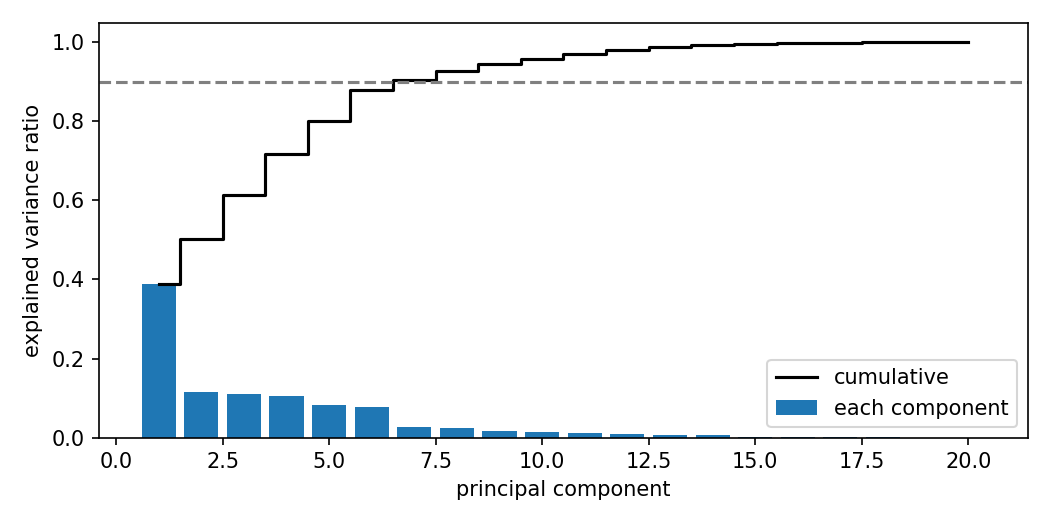 1.0
0.8
0.6
0.4
0.2
0.0
explained variance ratio
cumulative
each component
0.0 2.5 5.0 7.5 10.0 12.5 15.0 17.5 20.0
principal component